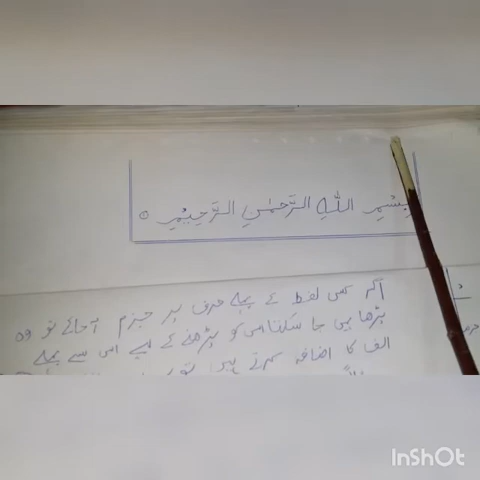 بِسْمِ اللّٰهِ الرَّحْمٰنِ الرَّحِيْمِ ○
اگر کسی لفظ کے پہلے حرف پر جزم آجائے تو وہ
پڑھا نہیں جا سکتا اس کو پڑھنے کے لیے اس سے پہلے
الف کا اضافہ کرتے ہیں
InShOt